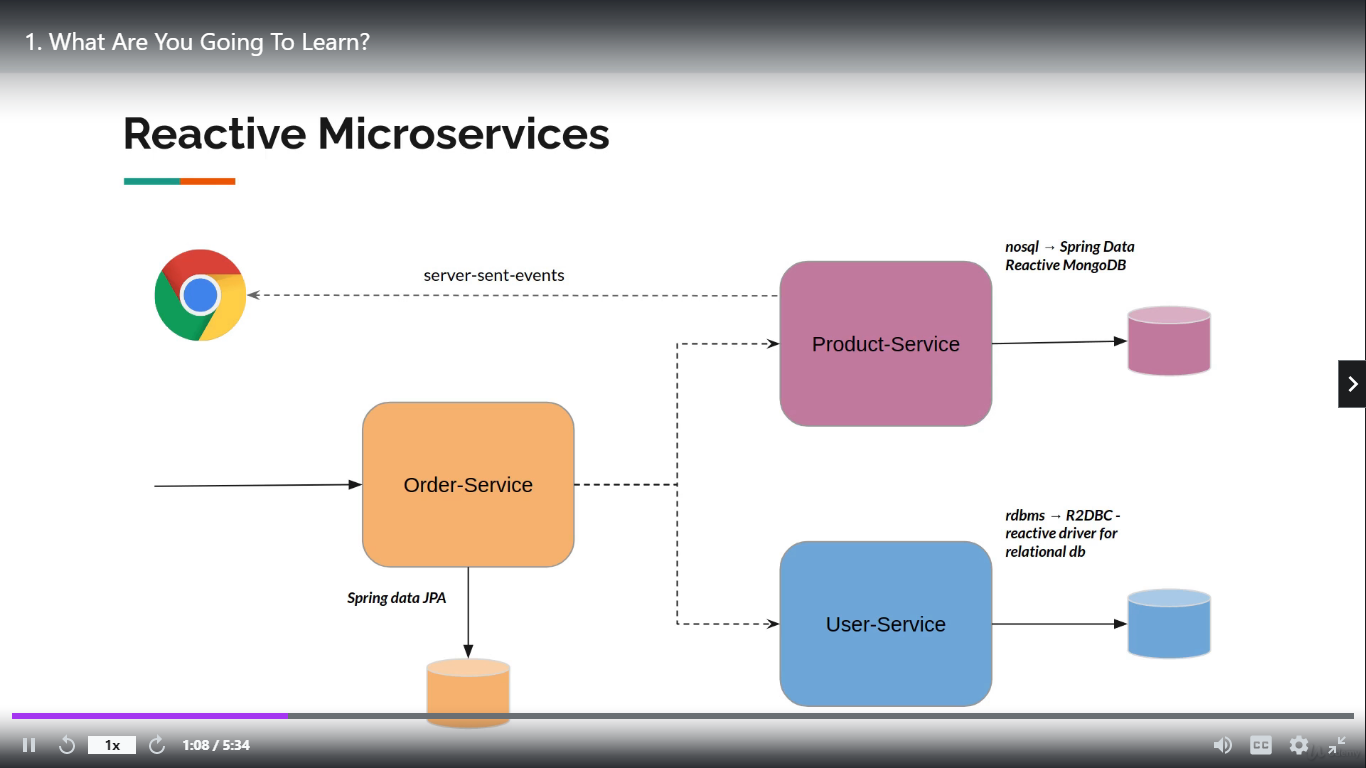 1. What Are You Going To Learn?
Reactive Microservices
nosql → Spring Data
Reactive MongoDB
server-sent-events
Product-Service
Order-Service
rdbms → R2DBC -
reactive driver for
relational db
Spring data JPA
User-Service
1x
1:08 / 5:34
CC